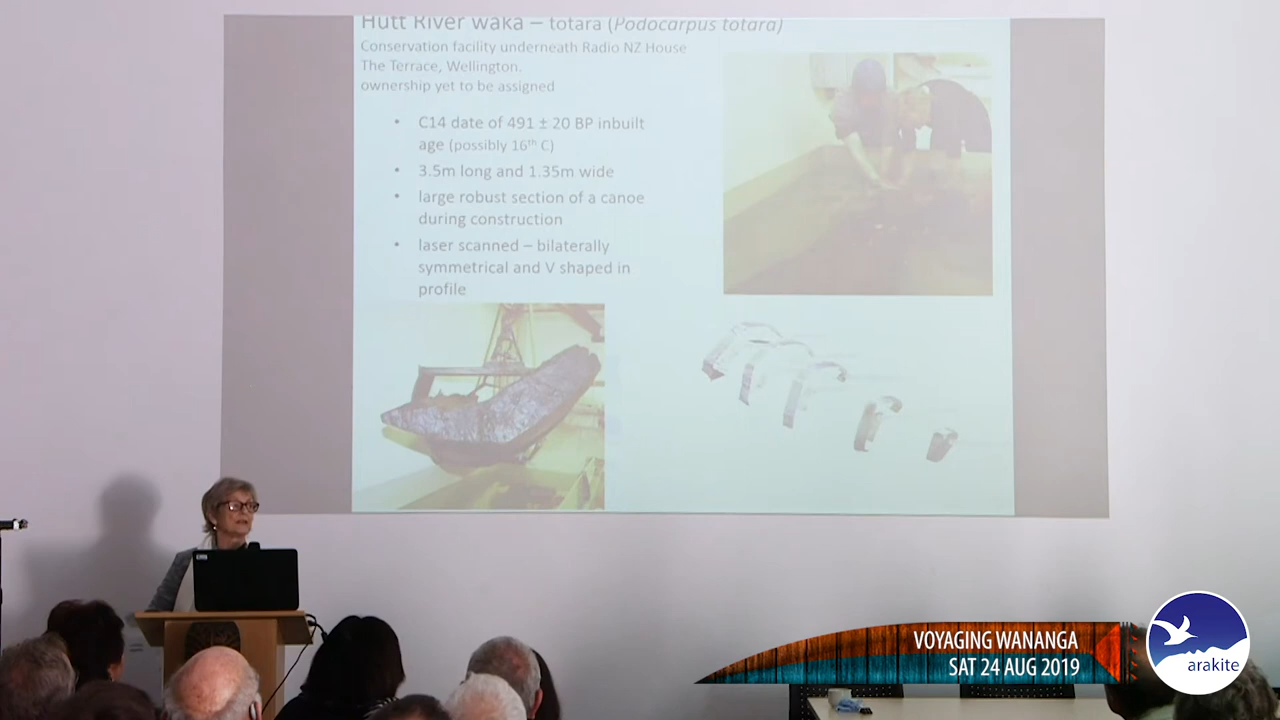 Hutt River waka – totara (Podocarpus totara)
Conservation facility underneath Radio NZ House
The Terrace, Wellington.
ownership yet to be assigned
• C14 date of 491 ± 20 BP inbuilt
age (possibly 16th C)
• 3.5m long and 1.35m wide
• large robust section of a canoe
during construction
• laser scanned – bilaterally
symmetrical and V shaped in
profile
VOYAGING WANANGA
SAT 24 AUG 2019
arakite